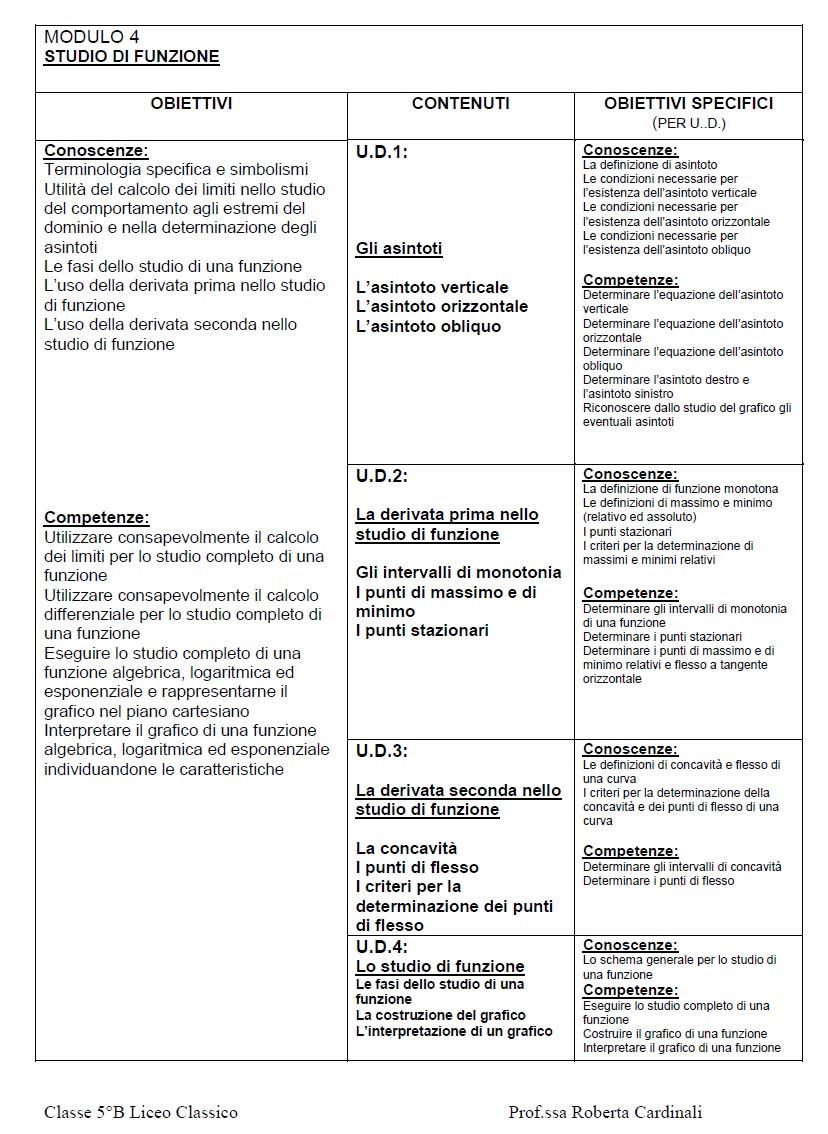 MODULO 4
STUDIO DI FUNZIONE
OBIETTIVI
CONTENUTI
OBIETTIVI SPECIFICI
(PER U..D.)
Conoscenze:
Terminologia specifica e simbolismi
Utilità del calcolo dei limiti nello studio
del comportamento agli estremi del
dominio e nella determinazione degli
asintoti
Le fasi dello studio di una funzione
L’uso della derivata prima nello studio
di funzione
L’uso della derivata seconda nello
studio di funzione
Competenze:
Utilizzare consapevolmente il calcolo
dei limiti per lo studio completo di una
funzione
Utilizzare consapevolmente il calcolo
differenziale per lo studio completo di
una funzione
Eseguire lo studio completo di una
funzione algebrica, logaritmica ed
esponenziale e rappresentarne il
grafico nel piano cartesiano
Interpretare il grafico di una funzione
algebrica, logaritmica ed esponenziale
individuandone le caratteristiche
U.D.1:
Gli asintoti
L’asintoto verticale
L’asintoto orizzontale
L’asintoto obliquo
Conoscenze:
La definizione di asintoto
Le condizioni necessarie per
l’esistenza dell’asintoto verticale
Le condizioni necessarie per
l’esistenza dell’asintoto orizzontale
Le condizioni necessarie per
l’esistenza dell’asintoto obliquo
Competenze:
Determinare l’equazione dell’asintoto
verticale
Determinare l’equazione dell’asintoto
orizzontale
Determinare l’equazione dell’asintoto
obliquo
Determinare l’asintoto destro e
l’asintoto sinistro
Riconoscere dallo studio del grafico gli
eventuali asintoti
U.D.2:
La derivata prima nello
studio di funzione
Gli intervalli di monotonia
I punti di massimo e di
minimo
I punti stazionari
Conoscenze:
La definizione di funzione monotona
Le definizioni di massimo e minimo
(relativo ed assoluto)
I punti stazionari
I criteri per la determinazione di
massimi e minimi relativi
Competenze:
Determinare gli intervalli di monotonia
di una funzione
Determinare i punti stazionari
Determinare i punti di massimo e di
minimo relativi e flesso a tangente
orizzontale
U.D.3:
La derivata seconda nello
studio di funzione
La concavità
I punti di flesso
I criteri per la
determinazione dei punti
di flesso
Conoscenze:
Le definizioni di concavità e flesso di
una curva
I criteri per la determinazione della
concavità e dei punti di flesso di una
curva
Competenze:
Determinare gli intervalli di concavità
Determinare i punti di flesso
U.D.4:
Lo studio di funzione
Le fasi dello studio di una
funzione
La costruzione del grafico
L’interpretazione di un grafico
Conoscenze:
Lo schema generale per lo studio di
una funzione
Competenze:
Eseguire lo studio completo di una
funzione
Costruire il grafico di una funzione
Interpretare il grafico di una funzione
Classe 5°B Liceo Classico
Prof.ssa Roberta Cardinali